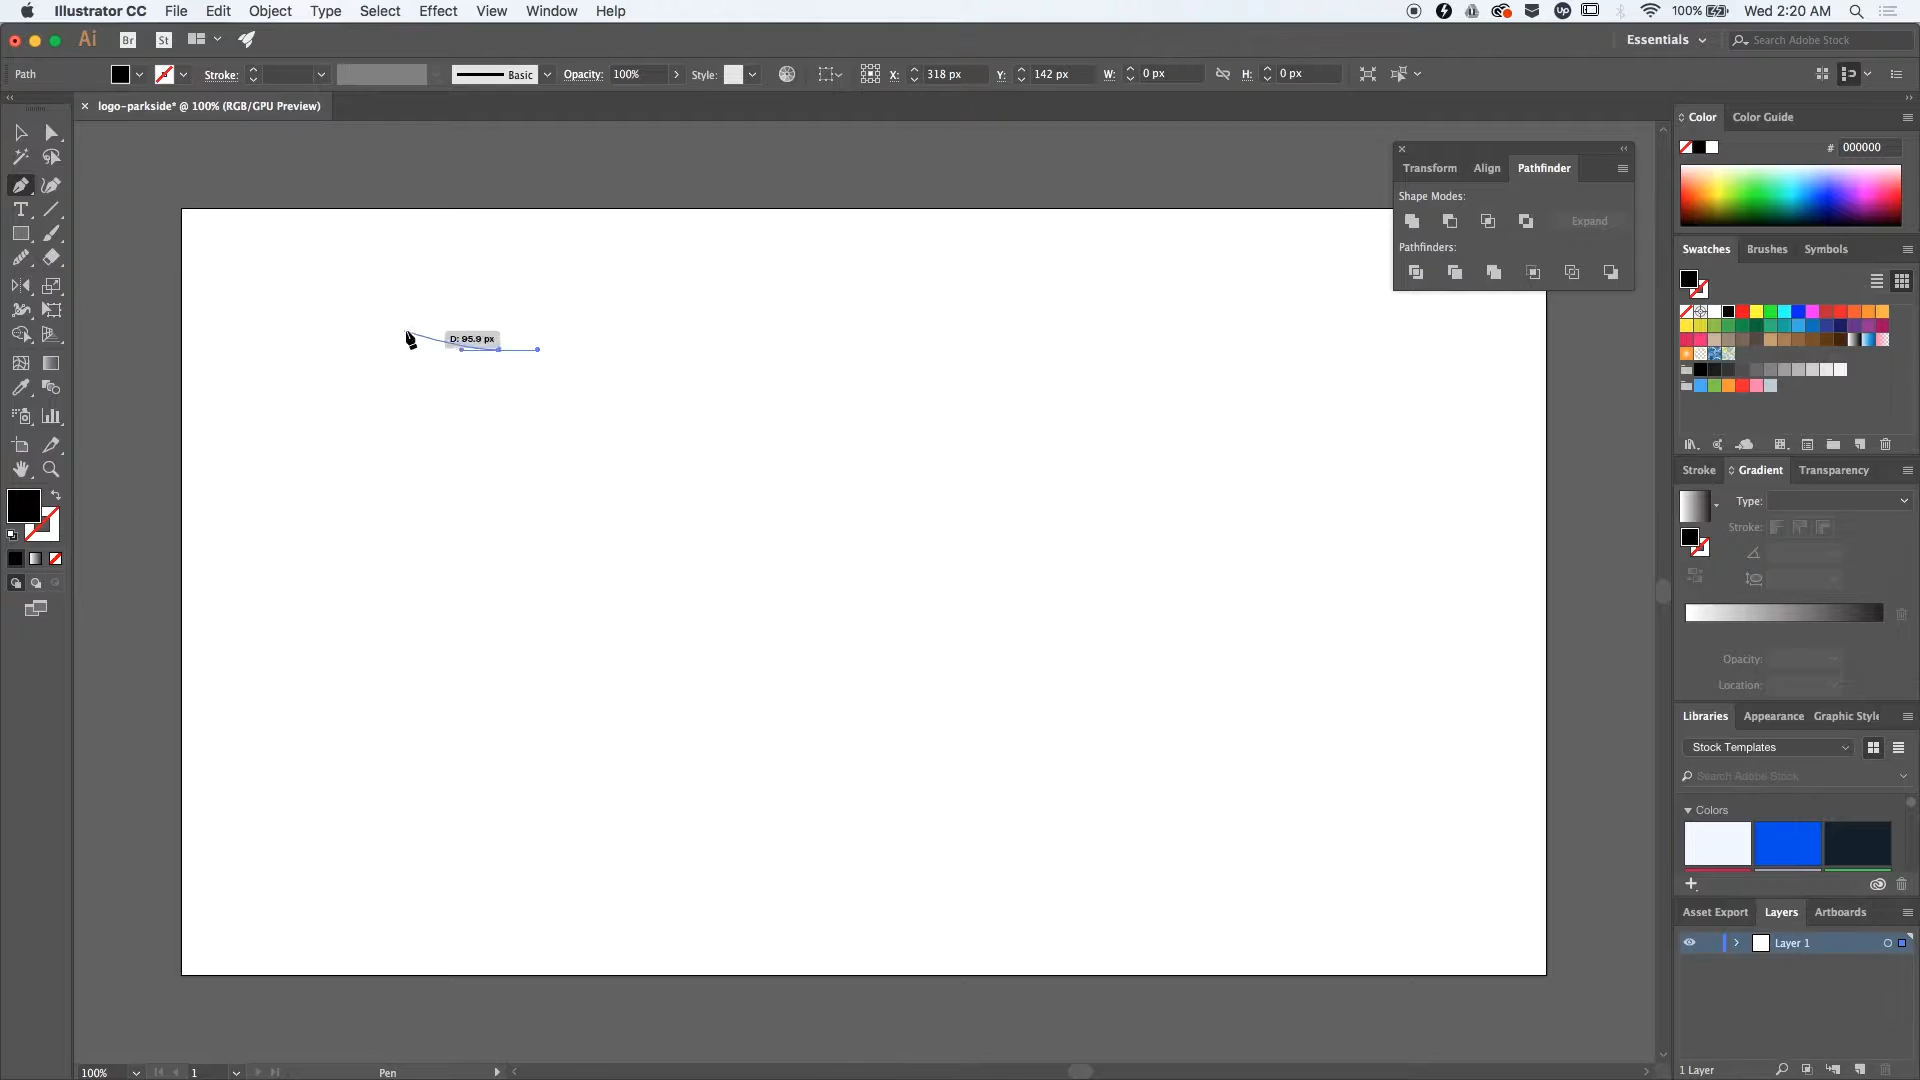 Illustrator CC File Edit Object Type Select Effect View Window Help 100% Wed 2:20 AM
Ai Br St Essentials Search Adobe Stock
Path Stroke: Basic Opacity: 100% Style: X: 318 px Y: 142 px W: 0 px H: 0 px
× logo-parkside* @ 100% (RGB/GPU Preview)
Color Color Guide
# 000000
Transform Align Pathfinder
Shape Modes:
Expand
Pathfinders:
Swatches Brushes Symbols
D: 95.9 px
Stroke Gradient Transparency
Type:
Stroke:
Opacity:
Location:
Libraries Appearance Graphic Style
Stock Templates
Search Adobe Stock
Colors
Asset Export Layers Artboards
Layer 1
100% 1 Pen
1 Layer